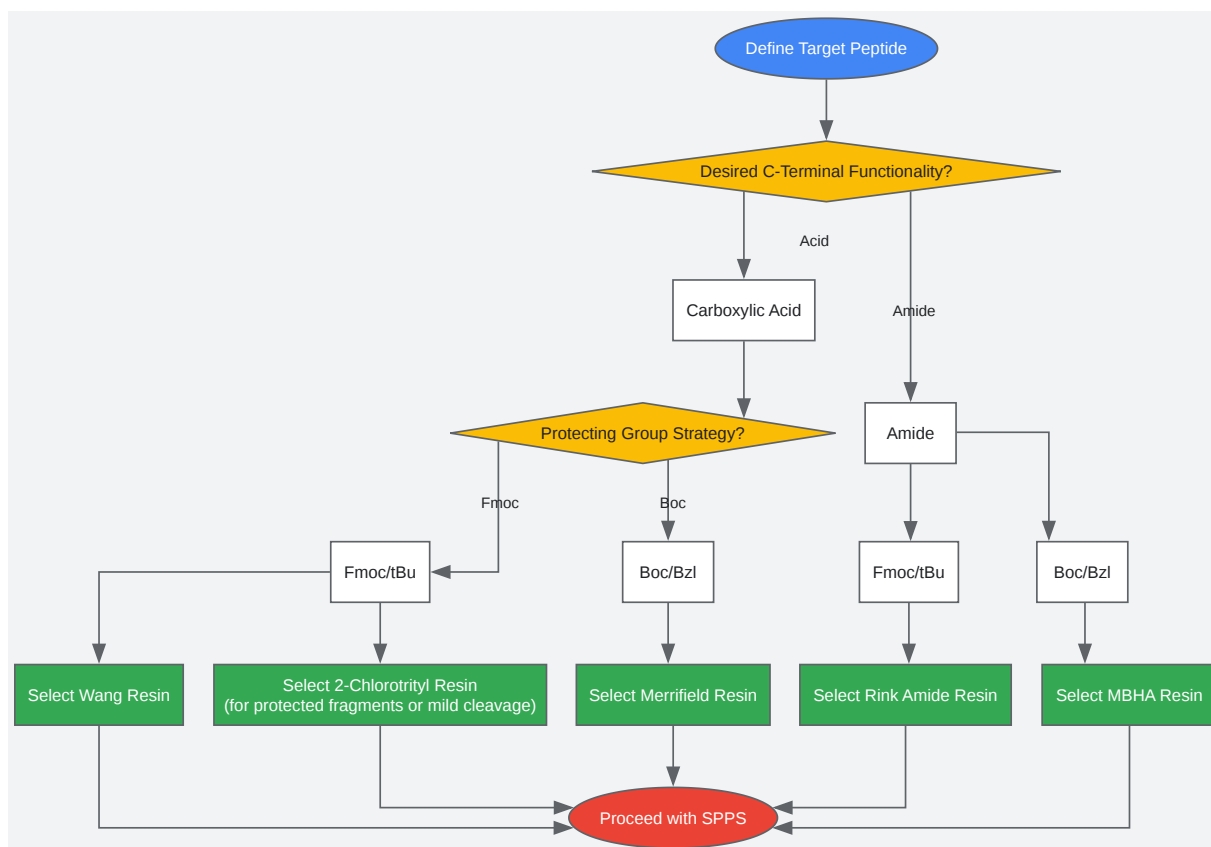 Define Target Peptide
Desired C-Terminal Functionality?
Acid
Carboxylic Acid
Amide
Protecting Group Strategy?
Amide
Fmoc
Boc
Fmoc/tBu
Boc/Bzl
Fmoc/tBu
Boc/Bzl
Select Wang Resin
Select 2-Chlorotrityl Resin
(for protected fragments or mild cleavage)
Select Merrifield Resin
Select Rink Amide Resin
Select MBHA Resin
Proceed with SPPS